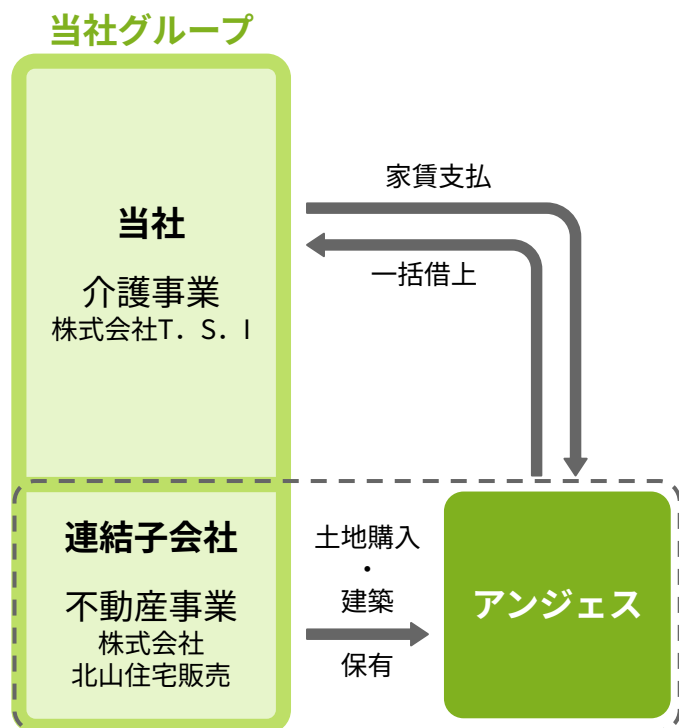 当社グループ
当社
介護事業
株式会社T．S．I
家賃支払
一括借上
連結子会社
不動産事業
株式会社
北山住宅販売
土地購入
・
建築
保有
アンジェス